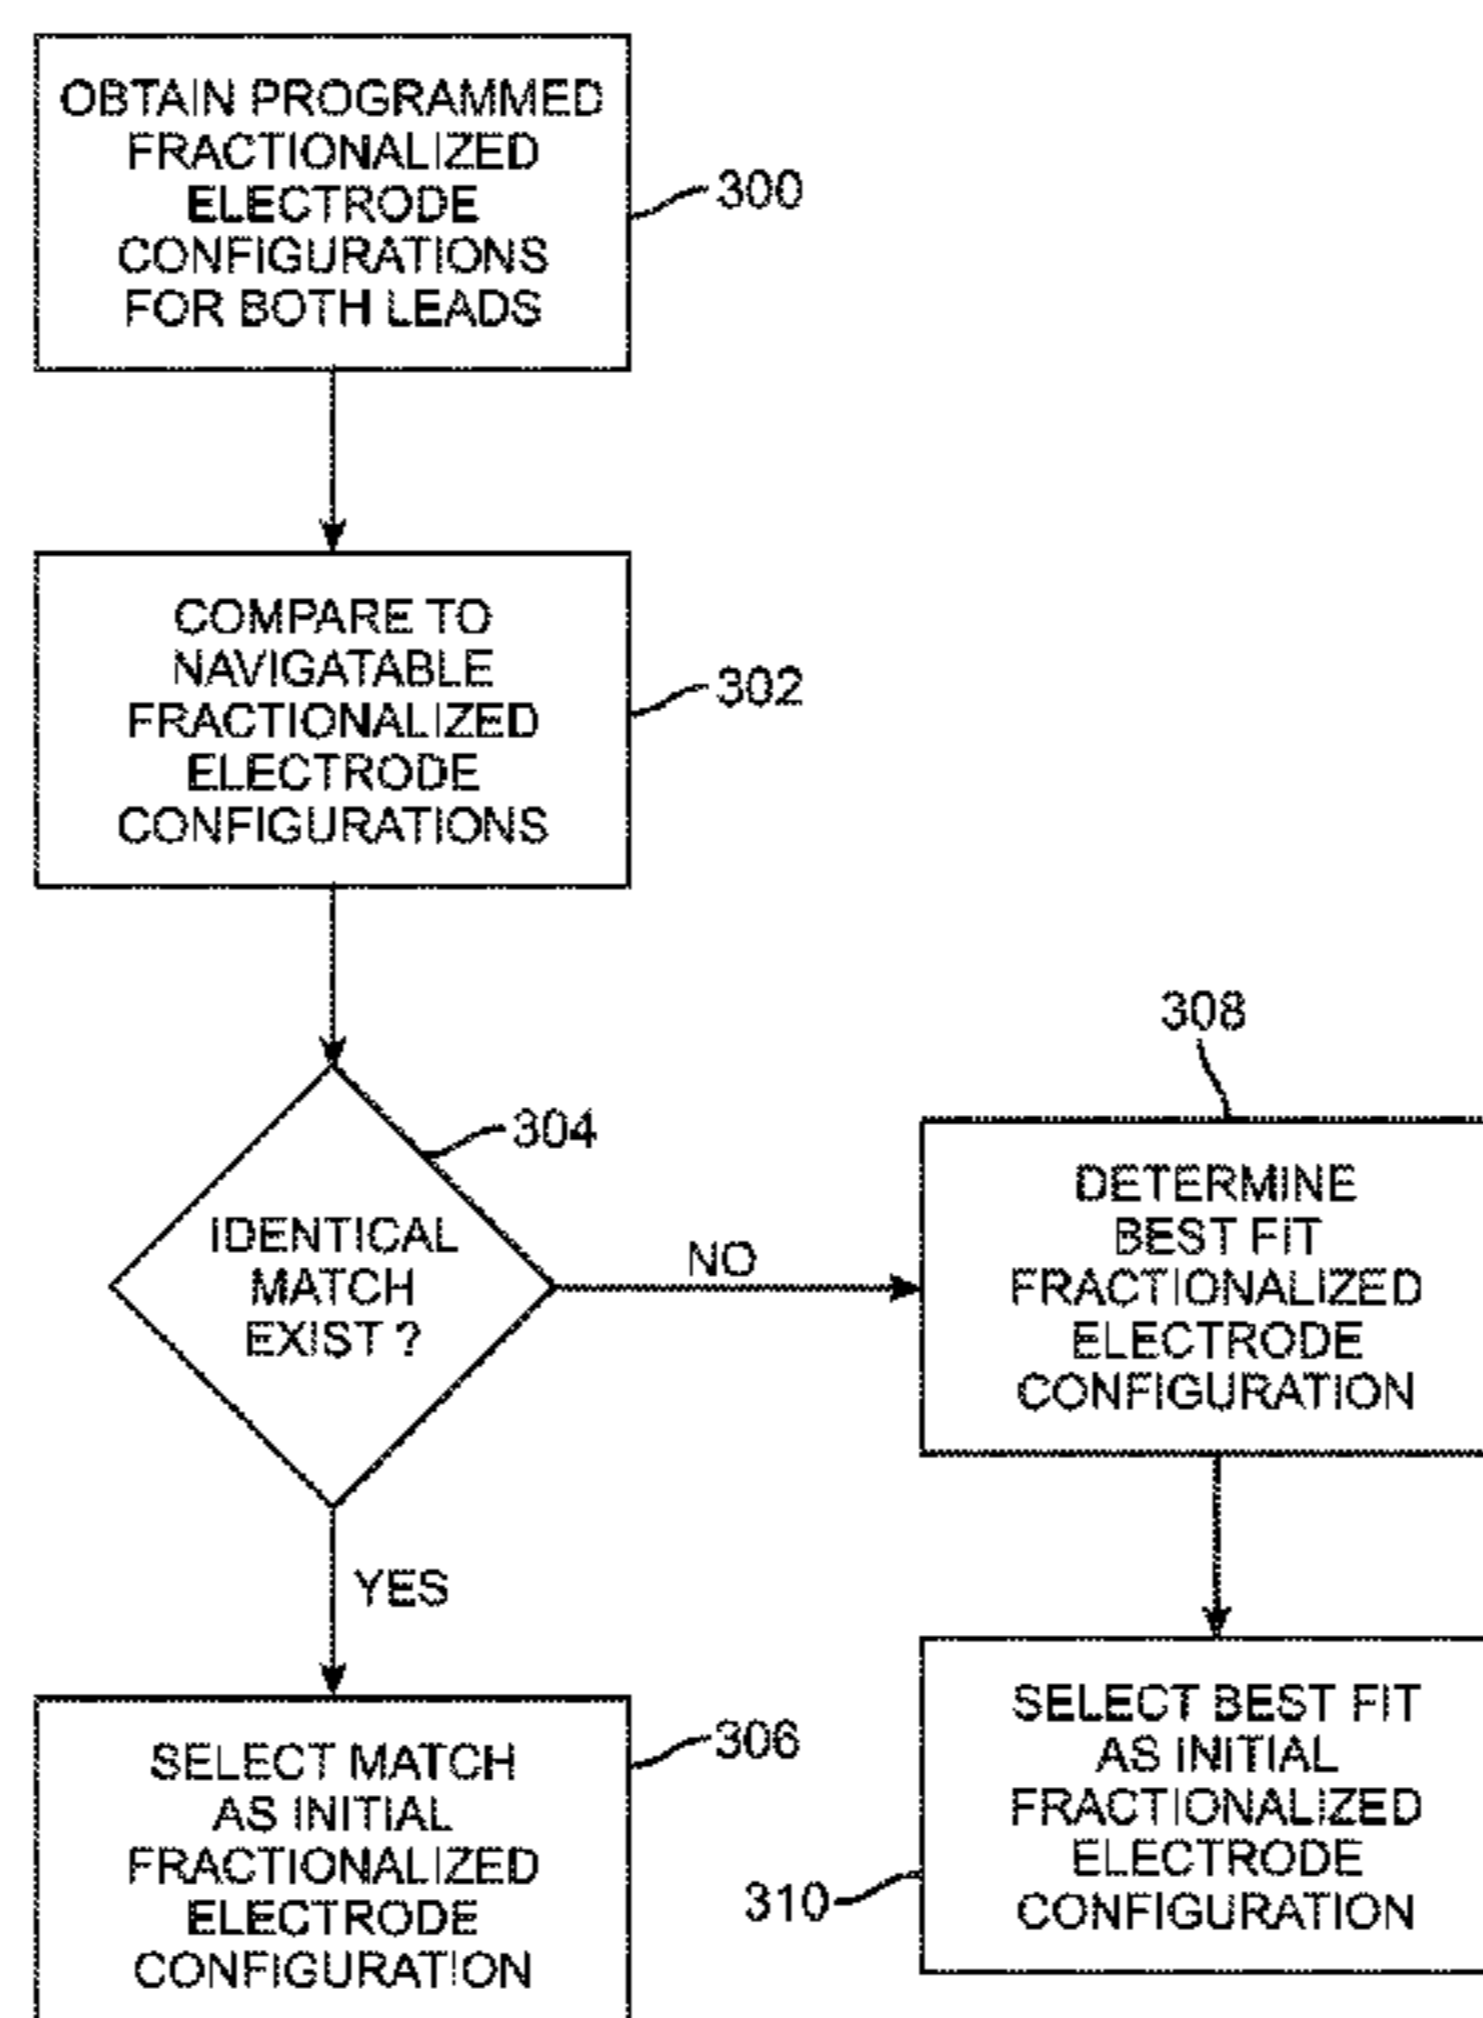 OBTAIN PROGRAMMED
FRACTIONALIZED
ELECTRODE
CONFIGURATIONS
FOR BOTH LEADS
300
COMPARE TO
NAVIGATABLE
FRACTIONALIZED
ELECTRODE
CONFIGURATIONS
302
304
IDENTICAL
MATCH
EXIST ?
NO
308
DETERMINE
BEST FIT
FRACTIONALIZED
ELECTRODE
CONFIGURATION
YES
306
SELECT MATCH
AS INITIAL
FRACTIONALIZED
ELECTRODE
CONFIGURATION
310
SELECT BEST FIT
AS INITIAL
FRACTIONALIZED
ELECTRODE
CONFIGURATION